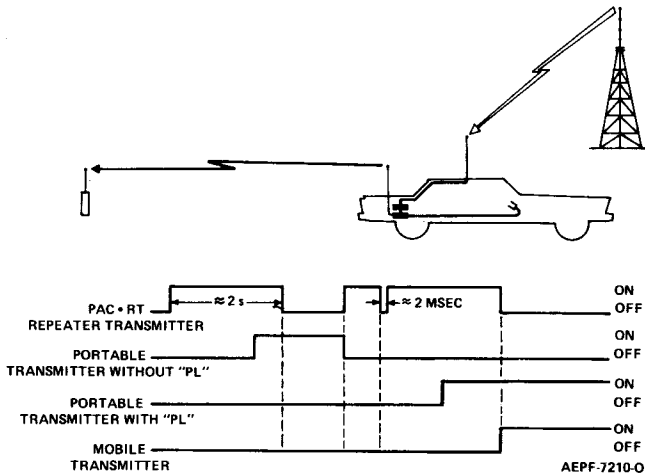 ≈ 2 s
≈ 2 MSEC
ON
OFF
PAC•RT
REPEATER TRANSMITTER
ON
OFF
PORTABLE
TRANSMITTER WITHOUT "PL"
ON
OFF
PORTABLE
TRANSMITTER WITH "PL"
ON
OFF
MOBILE
TRANSMITTER
AEPF-7210-O